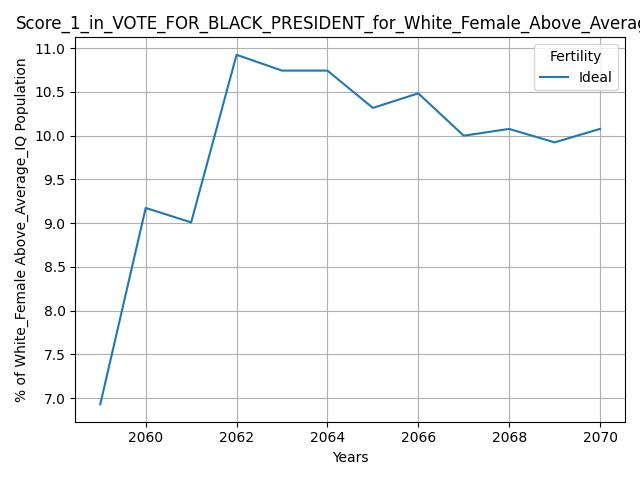 Score_1_in_VOTE_FOR_BLACK_PRESIDENT_for_White_Female_Above_Average
% of White_Female Above_Average_IQ Population
11.0
10.5
10.0
9.5
9.0
8.5
8.0
7.5
7.0
Fertility
Ideal
2060 2062 2064 2066 2068 2070
Years